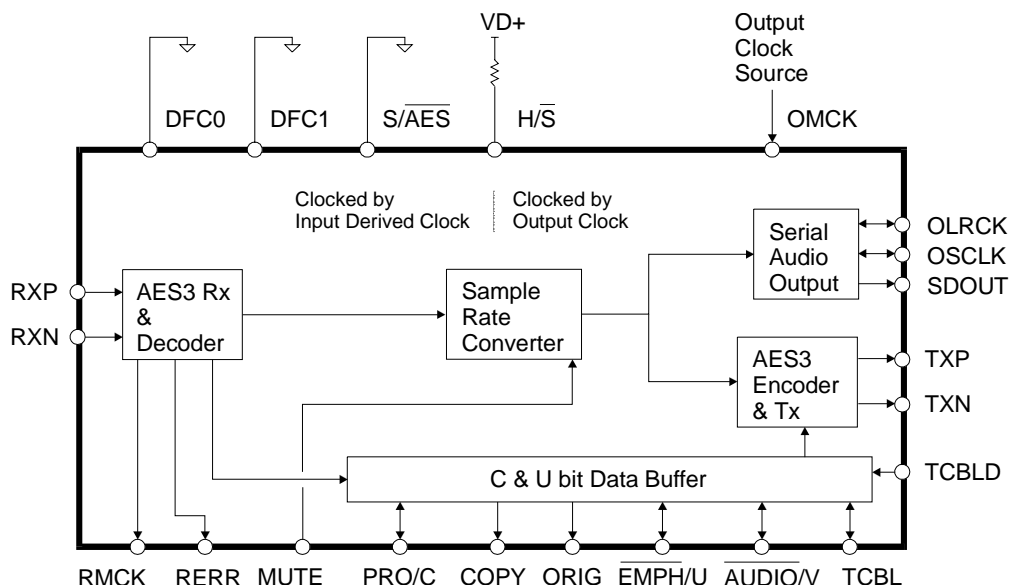 VD+
Output
Clock
Source
DFC0
DFC1
S/AES
H/S
OMCK
Clocked by
Input Derived Clock
Clocked by
Output Clock
RXP
RXN
AES3 Rx
&
Decoder
Sample
Rate
Converter
Serial
Audio
Output
OLRCK
OSCLK
SDOUT
AES3
Encoder
& Tx
TXP
TXN
C & U bit Data Buffer
TCBLD
RMCK
RERR
MUTE
PRO/C
COPY
ORIG
EMPH/U
AUDIO/V
TCBL